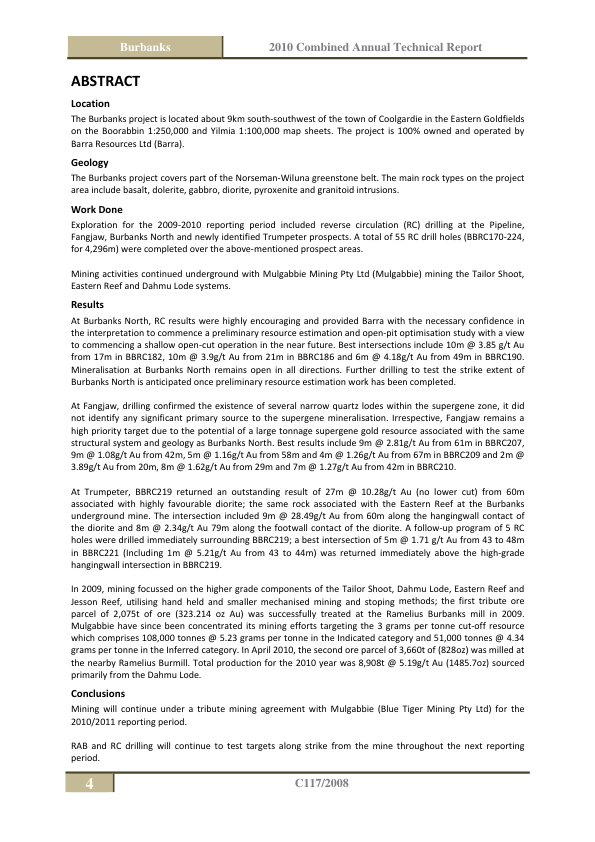 Burbanks
2010 Combined Annual Technical Report
ABSTRACT
Location
The Burbanks project is located about 9km south-southwest of the town of Coolgardie in the Eastern Goldfields
on the Boorabbin 1:250,000 and Yilmia 1:100,000 map sheets. The project is 100% owned and operated by
Barra Resources Ltd (Barra).
Geology
The Burbanks project covers part of the Norseman-Wiluna greenstone belt. The main rock types on the project
area include basalt, dolerite, gabbro, diorite, pyroxenite and granitoid intrusions.
Work Done
Exploration for the 2009-2010 reporting period included reverse circulation (RC) drilling at the Pipeline,
Fangjaw, Burbanks North and newly identified Trumpeter prospects. A total of 55 RC drill holes (BBRC170-224,
for 4,296m) were completed over the above-mentioned prospect areas.
Mining activities continued underground with Mulgabbie Mining Pty Ltd (Mulgabbie) mining the Tailor Shoot,
Eastern Reef and Dahmu Lode systems.
Results
At Burbanks North, RC results were highly encouraging and provided Barra with the necessary confidence in
the interpretation to commence a preliminary resource estimation and open-pit optimisation study with a view
to commencing a shallow open-cut operation in the near future. Best intersections include 10m @ 3.85 g/t Au
from 17m in BBRC182, 10m @ 3.9g/t Au from 21m in BBRC186 and 6m @ 4.18g/t Au from 49m in BBRC190.
Mineralisation at Burbanks North remains open in all directions. Further drilling to test the strike extent of
Burbanks North is anticipated once preliminary resource estimation work has been completed.
At Fangjaw, drilling confirmed the existence of several narrow quartz lodes within the supergene zone, it did
not identify any significant primary source to the supergene mineralisation. Irrespective, Fangjaw remains a
high priority target due to the potential of a large tonnage supergene gold resource associated with the same
structural system and geology as Burbanks North. Best results include 9m @ 2.81g/t Au from 61m in BBRC207,
9m @ 1.08g/t Au from 42m, 5m @ 1.16g/t Au from 58m and 4m @ 1.26g/t Au from 67m in BBRC209 and 2m @
3.89g/t Au from 20m, 8m @ 1.62g/t Au from 29m and 7m @ 1.27g/t Au from 42m in BBRC210.
At Trumpeter, BBRC219 returned an outstanding result of 27m @ 10.28g/t Au (no lower cut) from 60m
associated with highly favourable diorite; the same rock associated with the Eastern Reef at the Burbanks
underground mine. The intersection included 9m @ 28.49g/t Au from 60m along the hangingwall contact of
the diorite and 8m @ 2.34g/t Au 79m along the footwall contact of the diorite. A follow-up program of 5 RC
holes were drilled immediately surrounding BBRC219; a best intersection of 5m @ 1.71 g/t Au from 43 to 48m
in BBRC221 (Including 1m @ 5.21g/t Au from 43 to 44m) was returned immediately above the high-grade
hangingwall intersection in BBRC219.
In 2009, mining focussed on the higher grade components of the Tailor Shoot, Dahmu Lode, Eastern Reef and
Jesson Reef, utilising hand held and smaller mechanised mining and stoping methods; the first tribute ore
parcel of 2,075t of ore (323.214 oz Au) was successfully treated at the Ramelius Burbanks mill in 2009.
Mulgabbie have since been concentrated its mining efforts targeting the 3 grams per tonne cut-off resource
which comprises 108,000 tonnes @ 5.23 grams per tonne in the Indicated category and 51,000 tonnes @ 4.34
grams per tonne in the Inferred category. In April 2010, the second ore parcel of 3,660t of (828oz) was milled at
the nearby Ramelius Burmill. Total production for the 2010 year was 8,908t @ 5.19g/t Au (1485.7oz) sourced
primarily from the Dahmu Lode.
Conclusions
Mining will continue under a tribute mining agreement with Mulgabbie (Blue Tiger Mining Pty Ltd) for the
2010/2011 reporting period.
RAB and RC drilling will continue to test targets along strike from the mine throughout the next reporting
period.
4
C117/2008